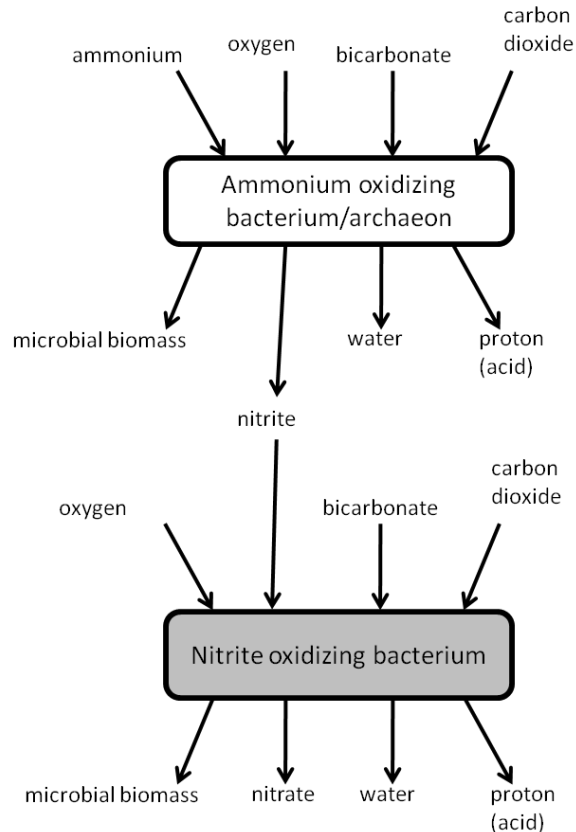 carbon
dioxide
ammonium
oxygen
bicarbonate
Ammonium oxidizing
bacterium/archaeon
microbial biomass
water
proton
(acid)
nitrite
oxygen
bicarbonate
carbon
dioxide
Nitrite oxidizing bacterium
microbial biomass
nitrate
water
proton
(acid)